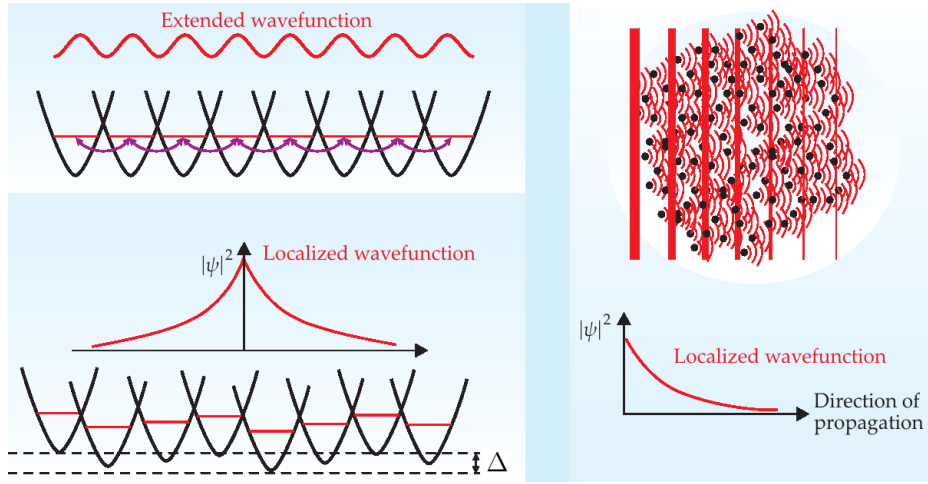 Extended wavefunction
|ψ|²
Localized wavefunction
Δ
|ψ|²
Localized wavefunction
Direction of
propagation